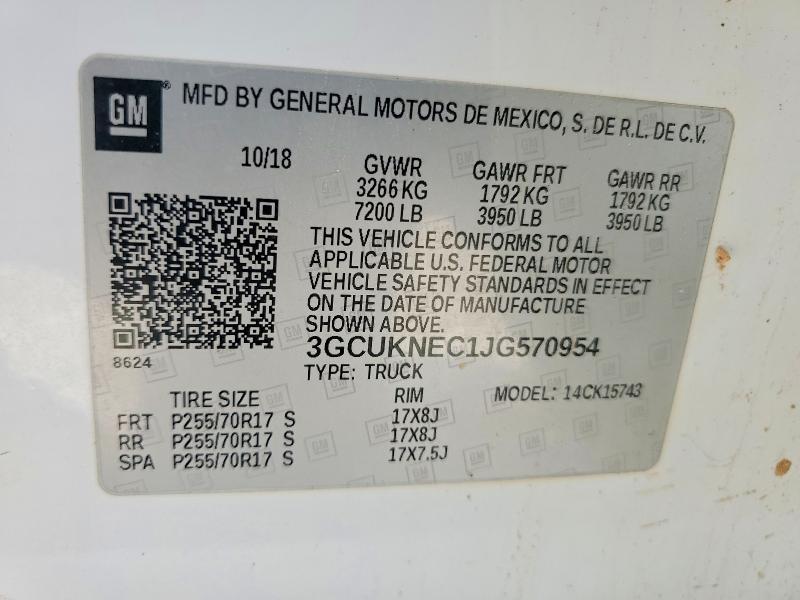 GM ® MFD BY GENERAL MOTORS DE MEXICO, S. DE R.L. DE C.V.
10/18 GVWR GAWR FRT GAWR RR
3266 KG 1792 KG 1792 KG
7200 LB 3950 LB 3950 LB
THIS VEHICLE CONFORMS TO ALL
APPLICABLE U.S. FEDERAL MOTOR
VEHICLE SAFETY STANDARDS IN EFFECT
ON THE DATE OF MANUFACTURE
SHOWN ABOVE.
3GCUKNEC1JG570954
8624
TYPE: TRUCK
TIRE SIZE RIM MODEL: 14CK15743
FRT P255/70R17 S 17X8J
RR P255/70R17 S 17X8J
SPA P255/70R17 S 17X7.5J